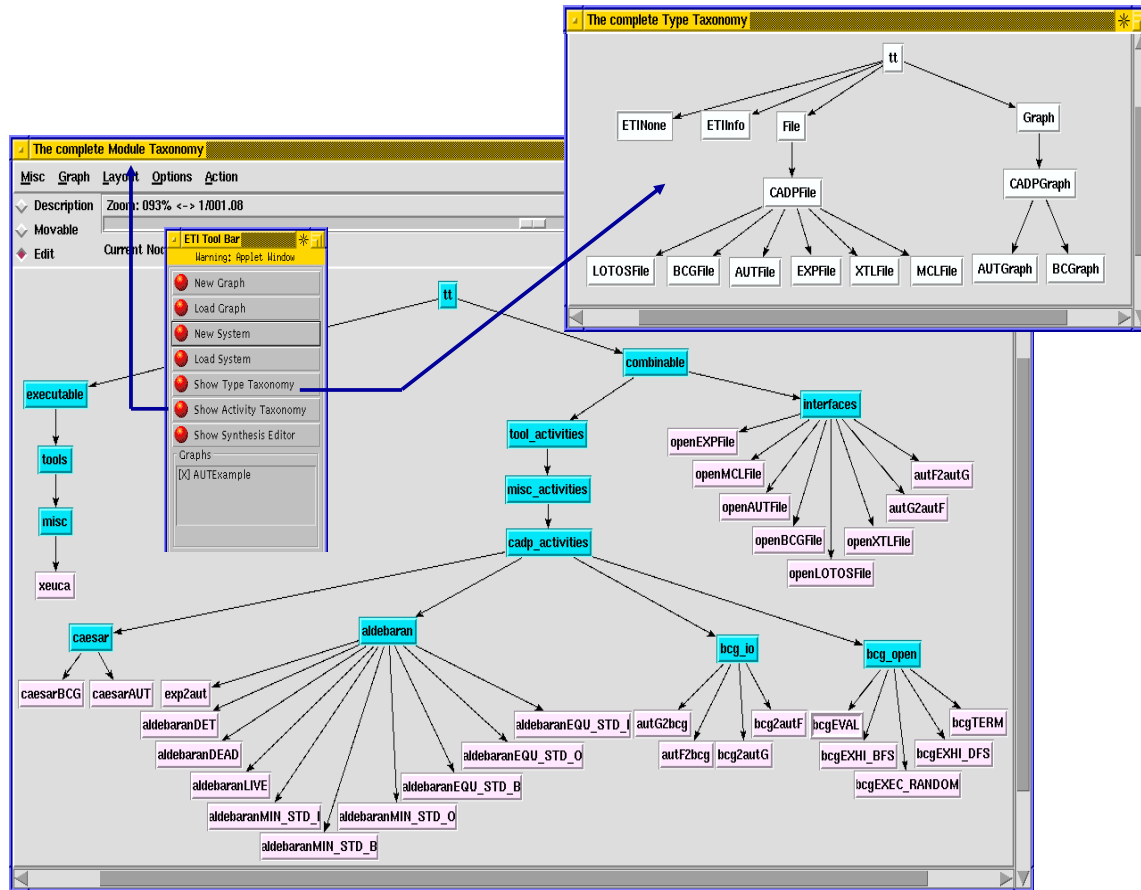 The complete Type Taxonomy
tt
ETINone
ETIInfo
File
Graph
CADPFile
CADPGraph
LOTOSFile
BCGFile
AUTFile
EXPFile
XTLFile
MCLFile
AUTGraph
BCGraph
The complete Module Taxonomy
Misc Graph Layout Options Action
Description
Zoom: 093% <-> 1/001.08
Movable
Edit
Current Noc
ETI Tool Bar
Warning: Applet Window
New Graph
Load Graph
New System
Load System
Show Type Taxonomy
Show Activity Taxonomy
Show Synthesis Editor
Graphs
[X] AUTExample
tt
combinable
executable
interfaces
tool_activities
openEXPFile
tools
openMCLFile
autF2autG
misc_activities
openAUTFile
autG2autF
misc
cadp_activities
openBCGFile
openXTLFile
openLOTOSFile
xeuca
caesar
aldebaran
bcg_io
bcg_open
caesarBCG
caesarAUT
exp2aut
aldebaranDET
aldebaranDEAD
aldebaranLIVE
aldebaranMIN_STD_I
aldebaranMIN_STD_B
aldebaranMIN_STD_O
aldebaranEQU_STD_B
aldebaranEQU_STD_O
aldebaranEQU_STD_I
autG2bcg
autF2bcg
bcg2autG
bcg2autF
bcgEVAL
bcgEXHI_BFS
bcgEXEC_RANDOM
bcgEXHI_DFS
bcgTERM